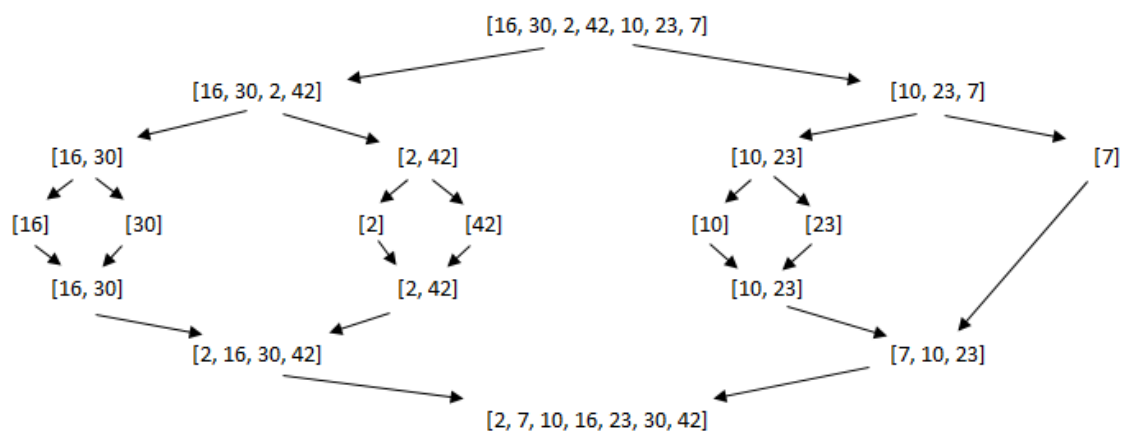 [16, 30, 2, 42, 10, 23, 7]
[16, 30, 2, 42] [10, 23, 7]
[16, 30] [2, 42] [10, 23] [7]
[16] [30] [2] [42] [10] [23]
[16, 30] [2, 42] [10, 23]
[2, 16, 30, 42] [7, 10, 23]
[2, 7, 10, 16, 23, 30, 42]